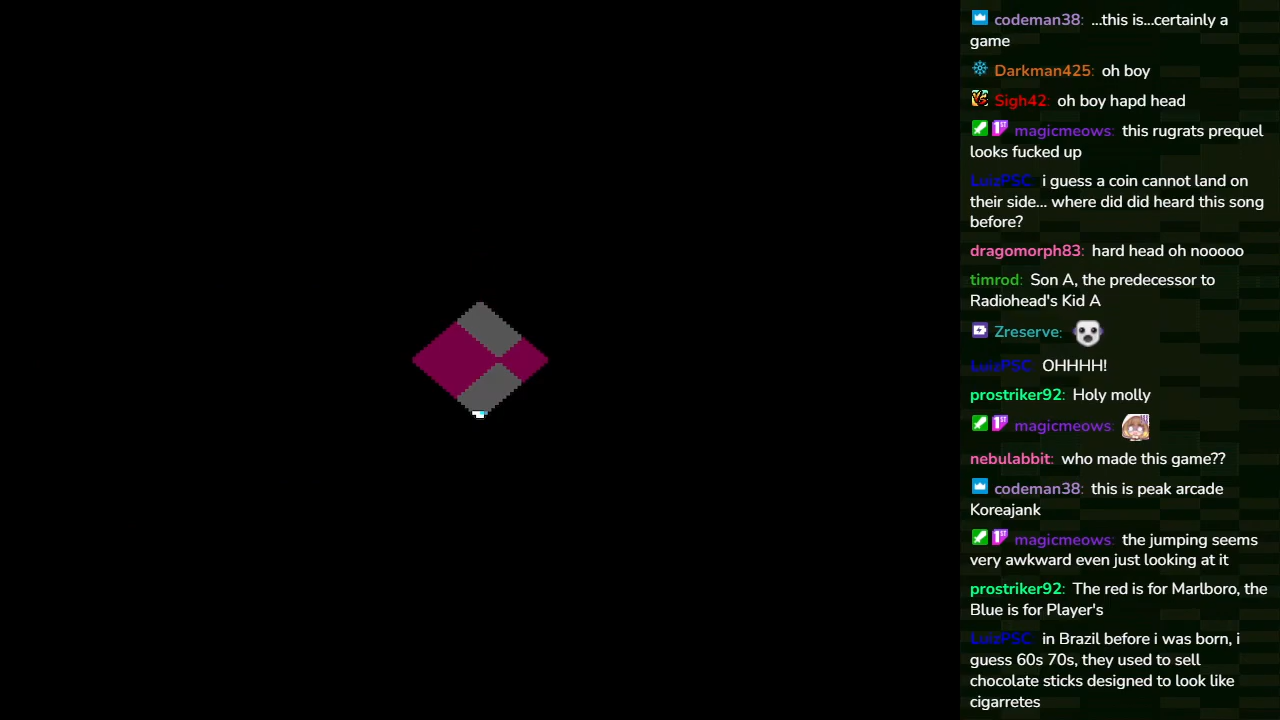 codeman38: ...this is...certainly a
game
Darkman425: oh boy
Sigh42: oh boy hapd head
magicmeows: this rugrats prequel
looks fucked up
LuizPSC: i guess a coin cannot land on
their side... where did did heard this song
before?
dragomorph83: hard head oh nooooo
timrod: Son A, the predecessor to
Radiohead's Kid A
Zreserve:
LuizPSC: OHHHH!
prostriker92: Holy molly
magicmeows:
nebulabbit: who made this game??
codeman38: this is peak arcade
Koreajank
magicmeows: the jumping seems
very awkward even just looking at it
prostriker92: The red is for Marlboro, the
Blue is for Player's
LuizPSC: in Brazil before i was born, i
guess 60s 70s, they used to sell
chocolate sticks designed to look like
cigarretes